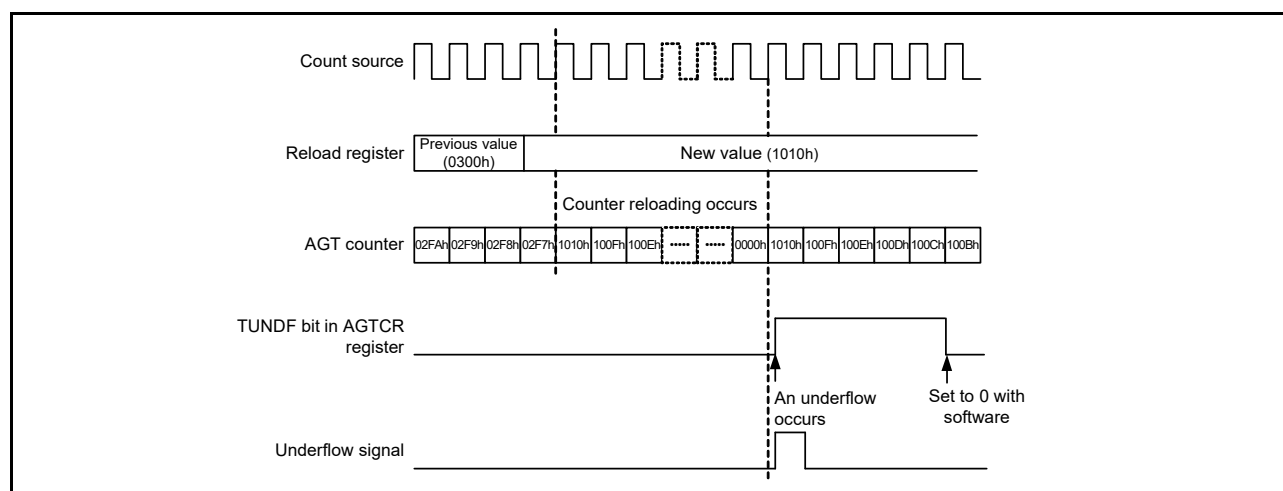 Count source
Reload register
Previous value
(0300h)
New value (1010h)
Counter reloading occurs
AGT counter
02FAh 02F9h 02F8h 02F7h 1010h 100Fh 100Eh ••••• ••••• 0000h 1010h 100Fh 100Eh 100Dh 100Ch 100Bh
TUNDF bit in AGTCR
register
An underflow
occurs
Set to 0 with
software
Underflow signal